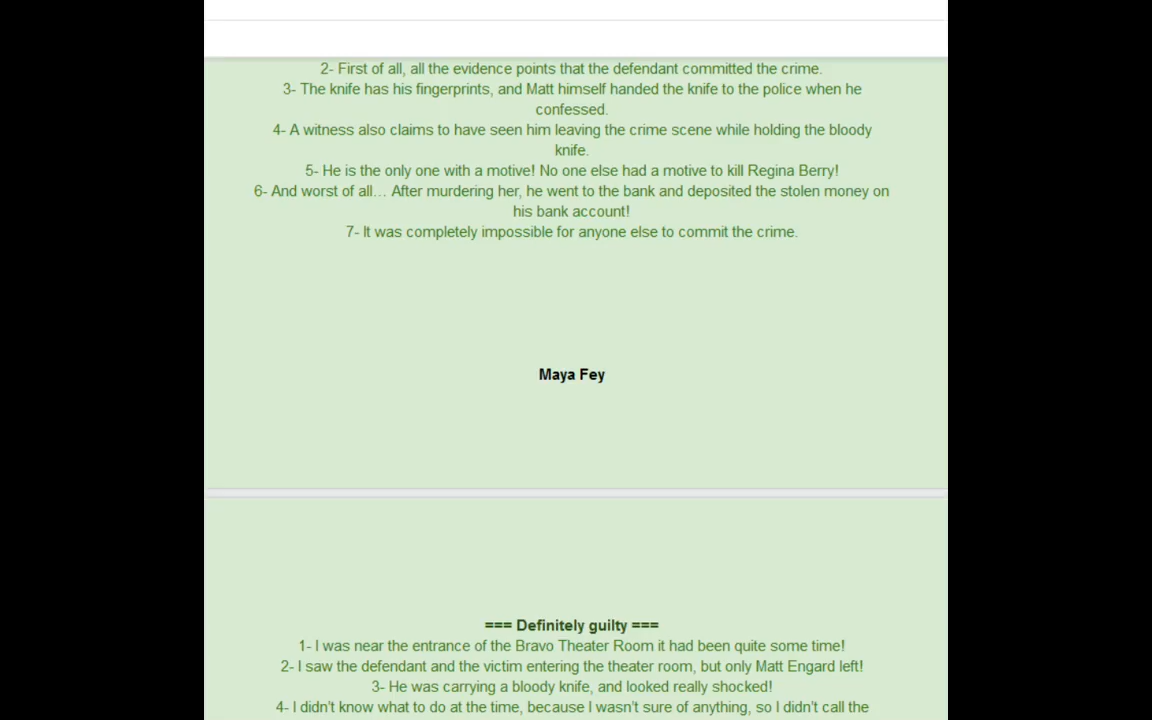 2- First of all, all the evidence points that the defendant committed the crime.
3- The knife has his fingerprints, and Matt himself handed the knife to the police when he
confessed.
4- A witness also claims to have seen him leaving the crime scene while holding the bloody
knife.
5- He is the only one with a motive! No one else had a motive to kill Regina Berry!
6- And worst of all… After murdering her, he went to the bank and deposited the stolen money on
his bank account!
7- It was completely impossible for anyone else to commit the crime.
Maya Fey
=== Definitely guilty ===
1- I was near the entrance of the Bravo Theater Room it had been quite some time!
2- I saw the defendant and the victim entering the theater room, but only Matt Engard left!
3- He was carrying a bloody knife, and looked really shocked!
4- I didn't know what to do at the time, because I wasn't sure of anything, so I didn't call the